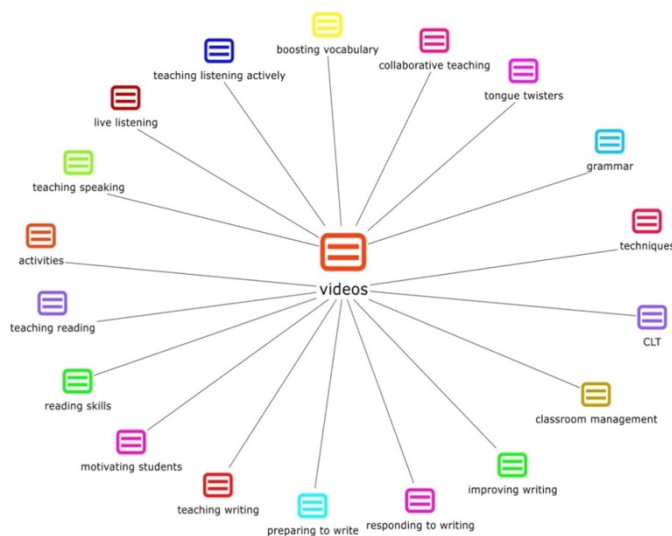 boosting vocabulary
collaborative teaching
teaching listening actively
tongue twisters
live listening
grammar
teaching speaking
techniques
activities
videos
teaching reading
CLT
reading skills
classroom management
motivating students
improving writing
teaching writing
preparing to write
responding to writing